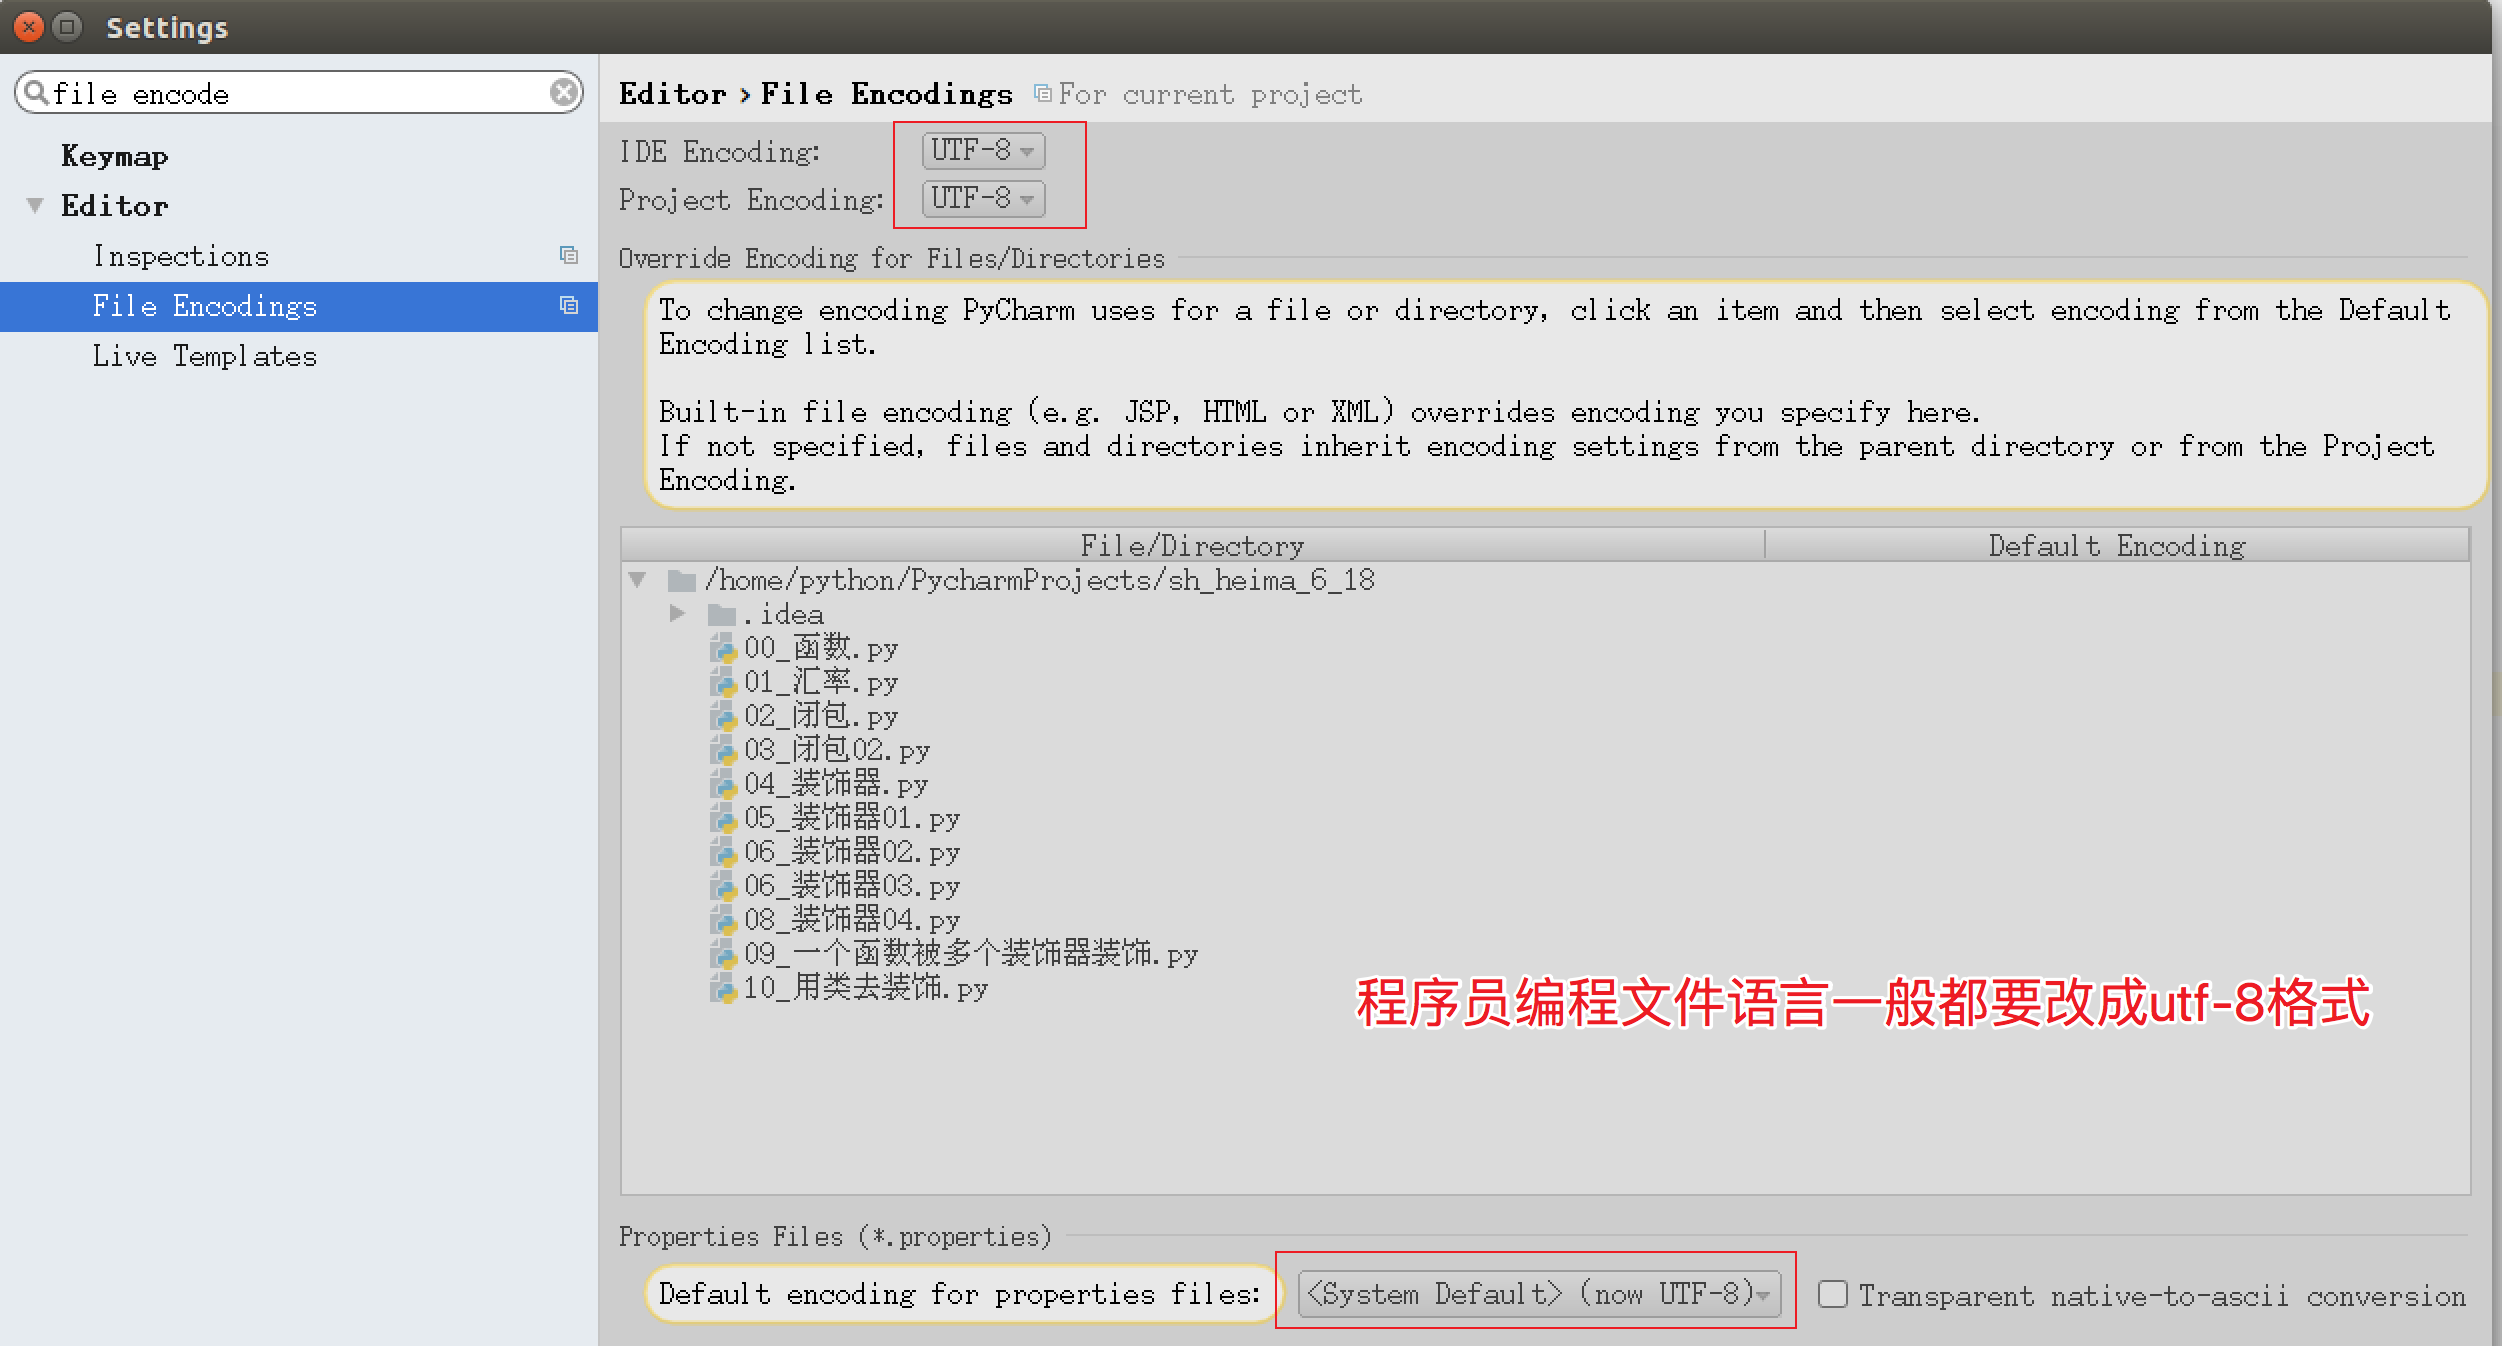 Settings
file encode
Keymap
Editor
Inspections
File Encodings
Live Templates
Editor › File Encodings For current project
IDE Encoding: UTF-8
Project Encoding: UTF-8
Override Encoding for Files/Directories
To change encoding PyCharm uses for a file or directory, click an item and then select encoding from the Default
Encoding list.
Built-in file encoding (e.g. JSP, HTML or XML) overrides encoding you specify here.
If not specified, files and directories inherit encoding settings from the parent directory or from the Project
Encoding.
File/Directory Default Encoding
/home/python/PycharmProjects/sh_heima_6_18
.idea
00_函数.py
01_汇率.py
02_闭包.py
03_闭包02.py
04_装饰器.py
05_装饰器01.py
06_装饰器02.py
06_装饰器03.py
08_装饰器04.py
09_一个函数被多个装饰器装饰.py
10_用类去装饰.py
程序员编程文件语言一般都要改成utf-8格式
Properties Files (*.properties)
Default encoding for properties files: <System Default> (now UTF-8) Transparent native-to-ascii conversion